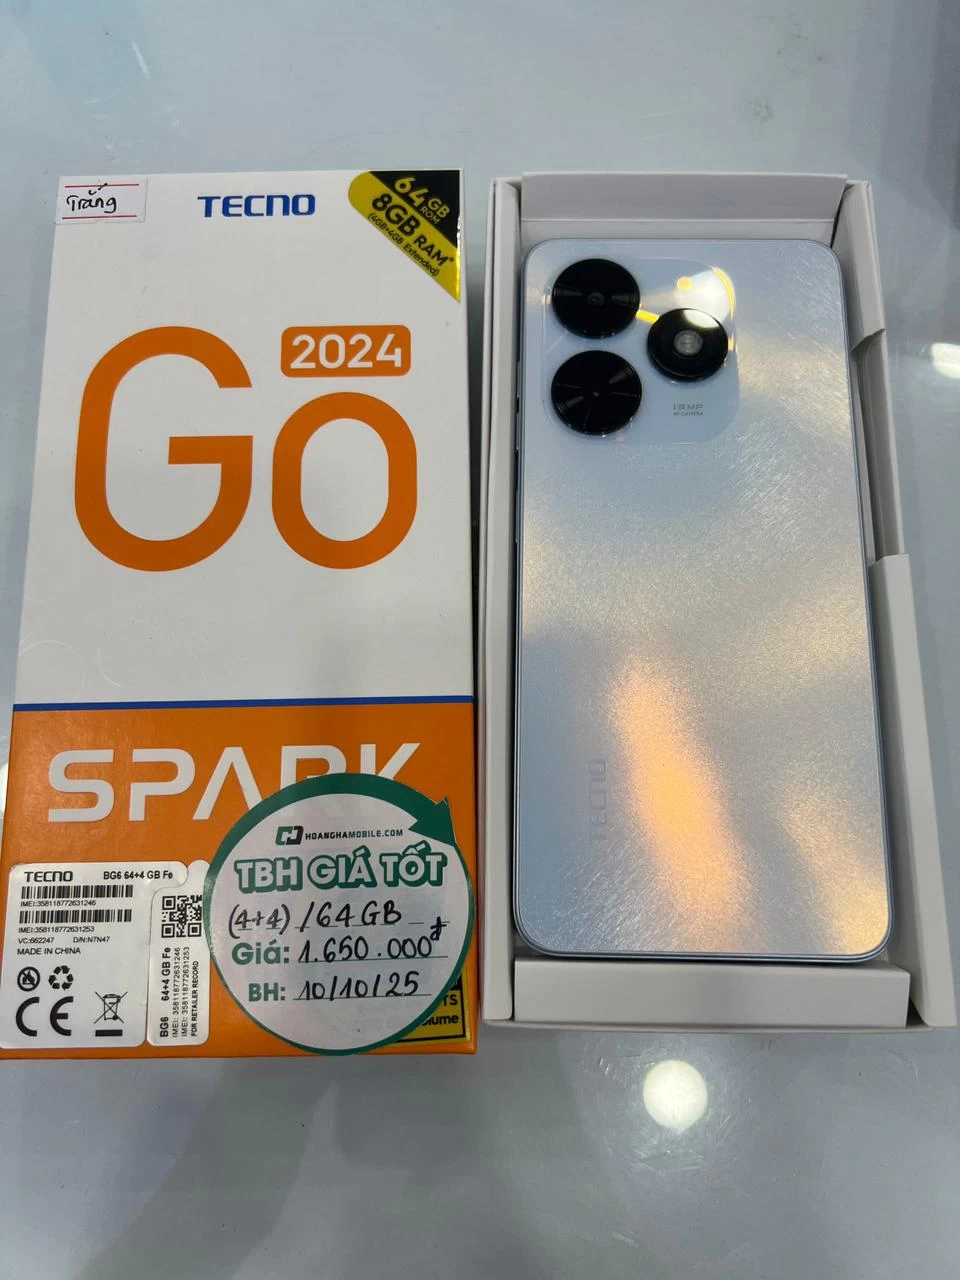 Trắng
TECNO
64GB
ROM
8GB RAM*
(4GB+4GB Extended)
2024
Go
SPARK
TECNO BG6 64+4 GB Fe
IMEI:358118772631246
IMEI:358118772631253
VC:662247 D/N:N7N47
MADE IN CHINA
CE
BG6 64+4 GB Fe
IMEI: 358118772631246
IMEI: 358118772631253
FOR RETAILER RECORD
HOANGHAMOBILE.COM
TBH GIÁ TỐT
(4+4) /64GB
Giá: 1.650.000đ
BH: 10/10/25
13MP
AI CAMERA
TECNO